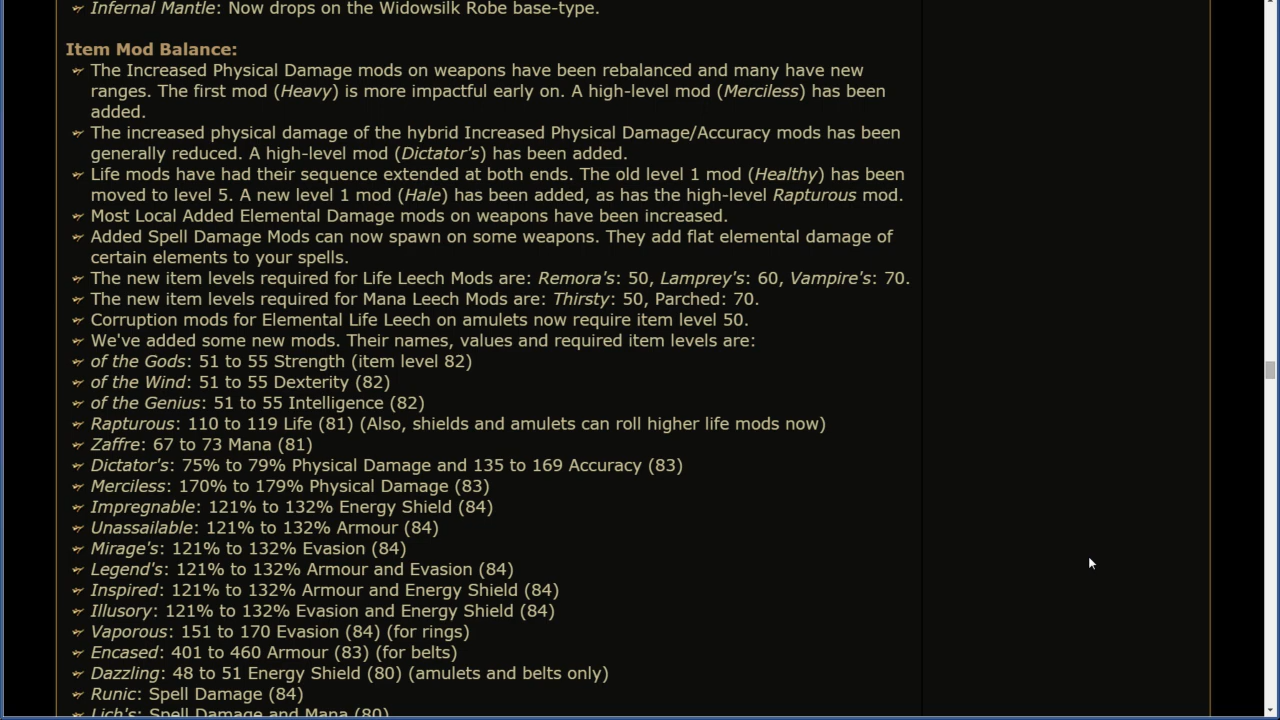 Infernal Mantle: Now drops on the Widowsilk Robe base-type.
Item Mod Balance:
The Increased Physical Damage mods on weapons have been rebalanced and many have new
ranges. The first mod (Heavy) is more impactful early on. A high-level mod (Merciless) has been
added.
The increased physical damage of the hybrid Increased Physical Damage/Accuracy mods has been
generally reduced. A high-level mod (Dictator's) has been added.
Life mods have had their sequence extended at both ends. The old level 1 mod (Healthy) has been
moved to level 5. A new level 1 mod (Hale) has been added, as has the high-level Rapturous mod.
Most Local Added Elemental Damage mods on weapons have been increased.
Added Spell Damage Mods can now spawn on some weapons. They add flat elemental damage of
certain elements to your spells.
The new item levels required for Life Leech Mods are: Remora's: 50, Lamprey's: 60, Vampire's: 70.
The new item levels required for Mana Leech Mods are: Thirsty: 50, Parched: 70.
Corruption mods for Elemental Life Leech on amulets now require item level 50.
We've added some new mods. Their names, values and required item levels are:
of the Gods: 51 to 55 Strength (item level 82)
of the Wind: 51 to 55 Dexterity (82)
of the Genius: 51 to 55 Intelligence (82)
Rapturous: 110 to 119 Life (81) (Also, shields and amulets can roll higher life mods now)
Zaffre: 67 to 73 Mana (81)
Dictator's: 75% to 79% Physical Damage and 135 to 169 Accuracy (83)
Merciless: 170% to 179% Physical Damage (83)
Impregnable: 121% to 132% Energy Shield (84)
Unassailable: 121% to 132% Armour (84)
Mirage's: 121% to 132% Evasion (84)
Legend's: 121% to 132% Armour and Evasion (84)
Inspired: 121% to 132% Armour and Energy Shield (84)
Illusory: 121% to 132% Evasion and Energy Shield (84)
Vaporous: 151 to 170 Evasion (84) (for rings)
Encased: 401 to 460 Armour (83) (for belts)
Dazzling: 48 to 51 Energy Shield (80) (amulets and belts only)
Runic: Spell Damage (84)
Lich's: Spell Damage and Mana (80)